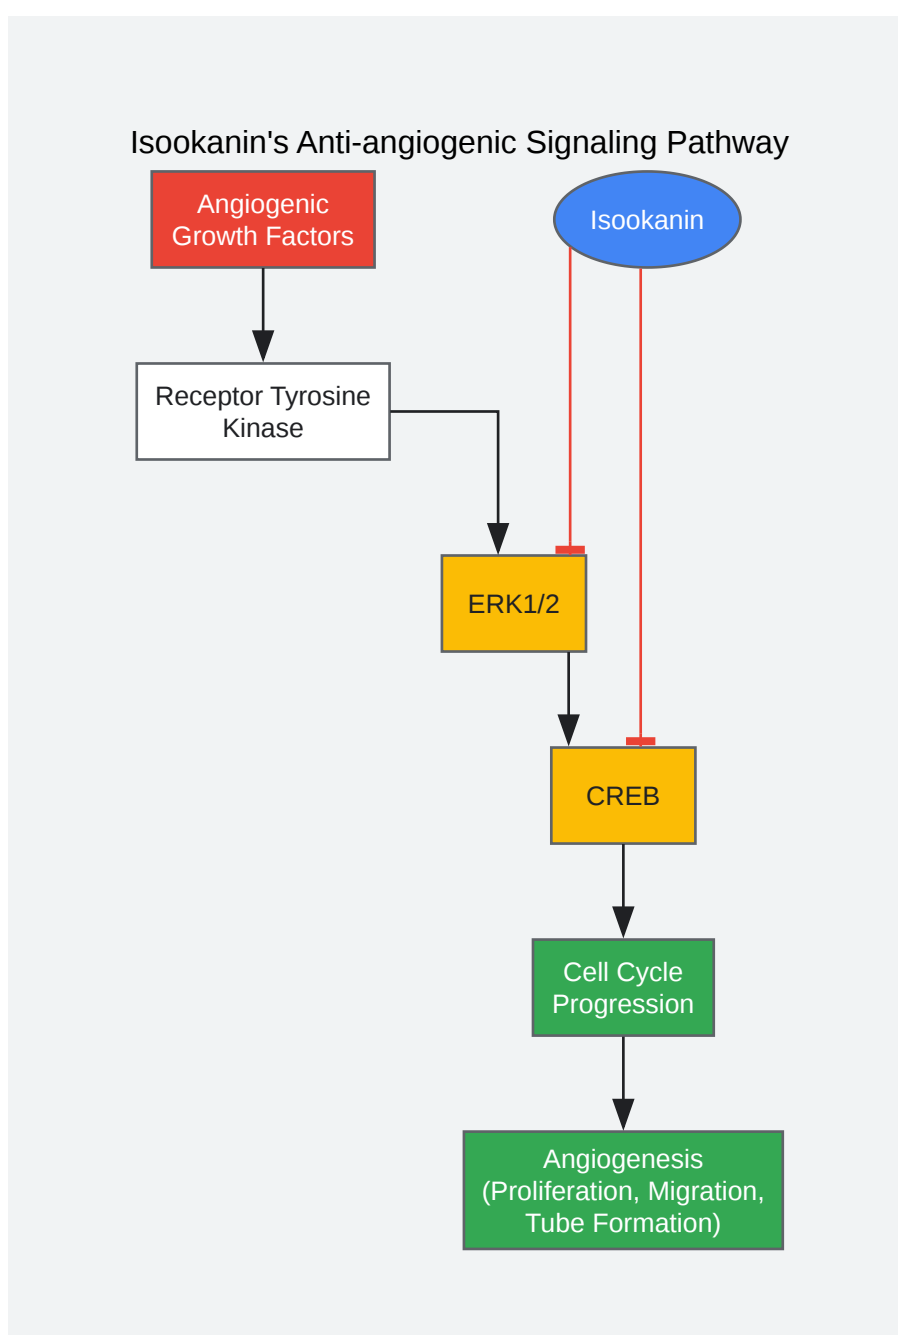 Isookanin's Anti-angiogenic Signaling Pathway
Angiogenic
Growth Factors
Isookanin
Receptor Tyrosine
Kinase
ERK1/2
CREB
Cell Cycle
Progression
Angiogenesis
(Proliferation, Migration,
Tube Formation)